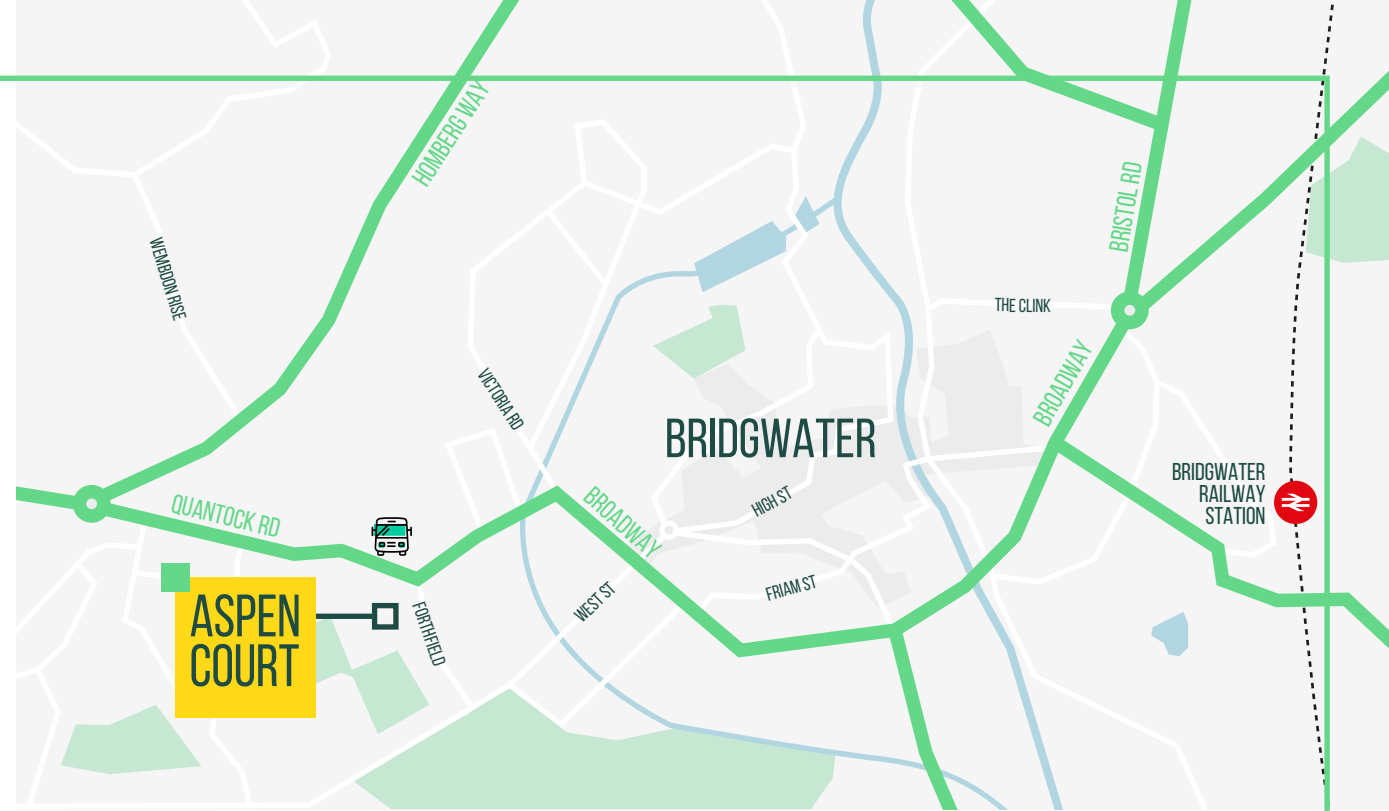 HOMBERG WAY
BRISTOL RD
WEMBDON RISE
THE CLINK
VICTORIA RD
BROADWAY
BRIDGWATER
BRIDGWATER
RAILWAY
STATION
QUANTOCK RD
BROADWAY
HIGH ST
FRIAM ST
WEST ST
FORTHFIELD
ASPEN
COURT